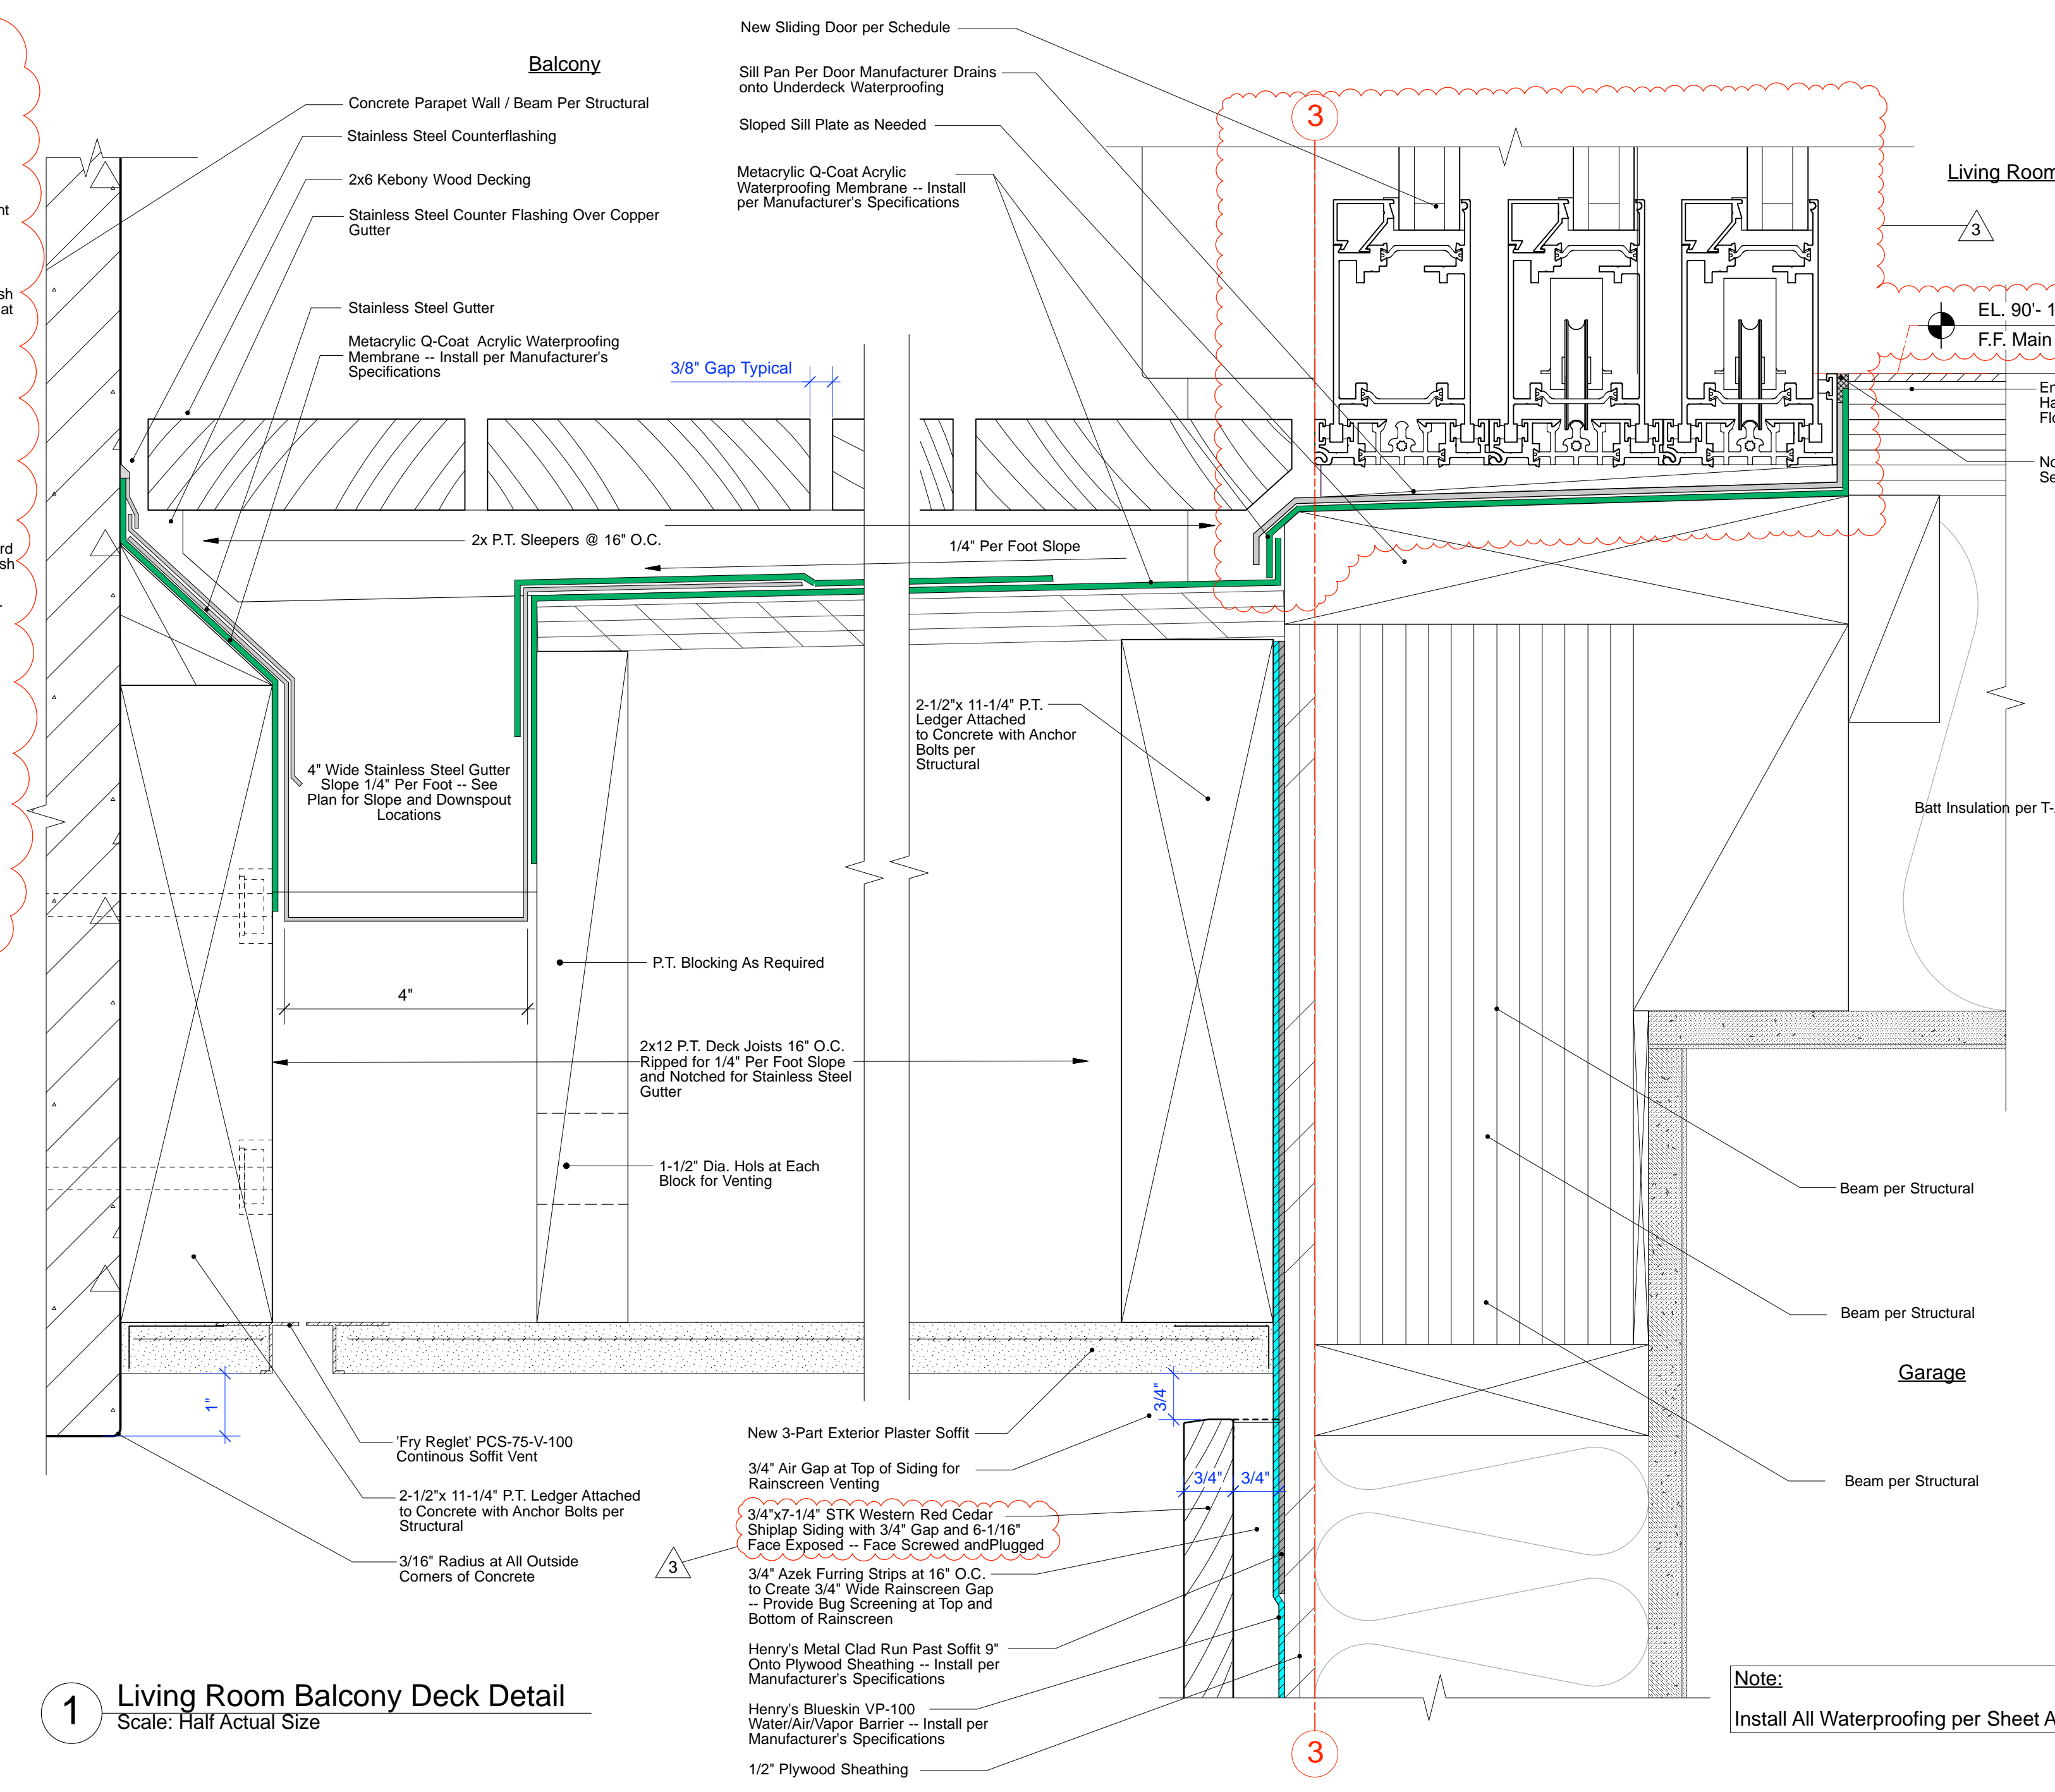 Balcony
New Sliding Door per Schedule
Sill Pan Per Door Manufacturer Drains
onto Underdeck Waterproofing
Sloped Sill Plate as Needed
Metacrylic Q-Coat Acrylic
Waterproofing Membrane -- Install
per Manufacturer's Specifications
Concrete Parapet Wall / Beam Per Structural
Stainless Steel Counterflashing
2x6 Kebony Wood Decking
Stainless Steel Counter Flashing Over Copper
Gutter
Stainless Steel Gutter
Metacrylic Q-Coat Acrylic Waterproofing
Membrane -- Install per Manufacturer's
Specifications
3/8" Gap Typical
3
Living Room
3
EL. 90'- 1
F.F. Main
nt
sh
at
rd
sh
En
Ha
Flo
No
Se
2x P.T. Sleepers @ 16" O.C.
1/4" Per Foot Slope
2-1/2"x 11-1/4" P.T.
Ledger Attached
to Concrete with Anchor
Bolts per
Structural
4" Wide Stainless Steel Gutter
Slope 1/4" Per Foot -- See
Plan for Slope and Downspout
Locations
Batt Insulation per T-
P.T. Blocking As Required
4"
2x12 P.T. Deck Joists 16" O.C.
Ripped for 1/4" Per Foot Slope
and Notched for Stainless Steel
Gutter
1-1/2" Dia. Hols at Each
Block for Venting
Beam per Structural
Beam per Structural
Garage
Beam per Structural
1"
3/4"
3/4"
3/4"
'Fry Reglet' PCS-75-V-100
Continous Soffit Vent
2-1/2"x 11-1/4" P.T. Ledger Attached
to Concrete with Anchor Bolts per
Structural
3/16" Radius at All Outside
Corners of Concrete
New 3-Part Exterior Plaster Soffit
3/4" Air Gap at Top of Siding for
Rainscreen Venting
3/4"x7-1/4" STK Western Red Cedar
Shiplap Siding with 3/4" Gap and 6-1/16"
Face Exposed -- Face Screwed andPlugged
3
3/4" Azek Furring Strips at 16" O.C.
to Create 3/4" Wide Rainscreen Gap
-- Provide Bug Screening at Top and
Bottom of Rainscreen
Henry's Metal Clad Run Past Soffit 9"
Onto Plywood Sheathing -- Install per
Manufacturer's Specifications
Henry's Blueskin VP-100
Water/Air/Vapor Barrier -- Install per
Manufacturer's Specifications
1/2" Plywood Sheathing
3
1
Living Room Balcony Deck Detail
Scale: Half Actual Size
Note:
Install All Waterproofing per Sheet A